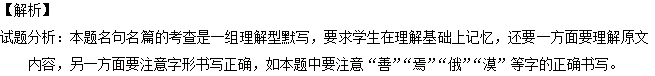 【解析】
试题分析：本题名句名篇的考查是一组理解型默写，要求学生在理解基础上记忆，还要一方面要理解原文
内容，另一方面要注意字形书写正确，如本题中要注意“善”“焉”“俄”“漠”等字的正确书写。